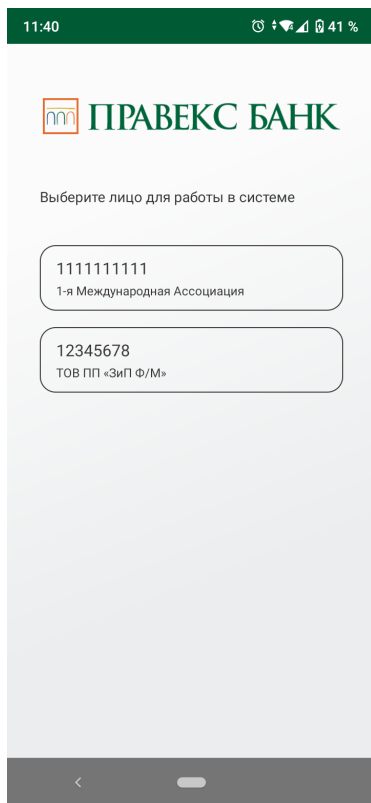 11:40
41 %
ПРАВЕКС БАНК
Выберите лицо для работы в системе
1111111111
1-я Международная Ассоциация
12345678
ТОВ ПП «ЗиП Ф/М»